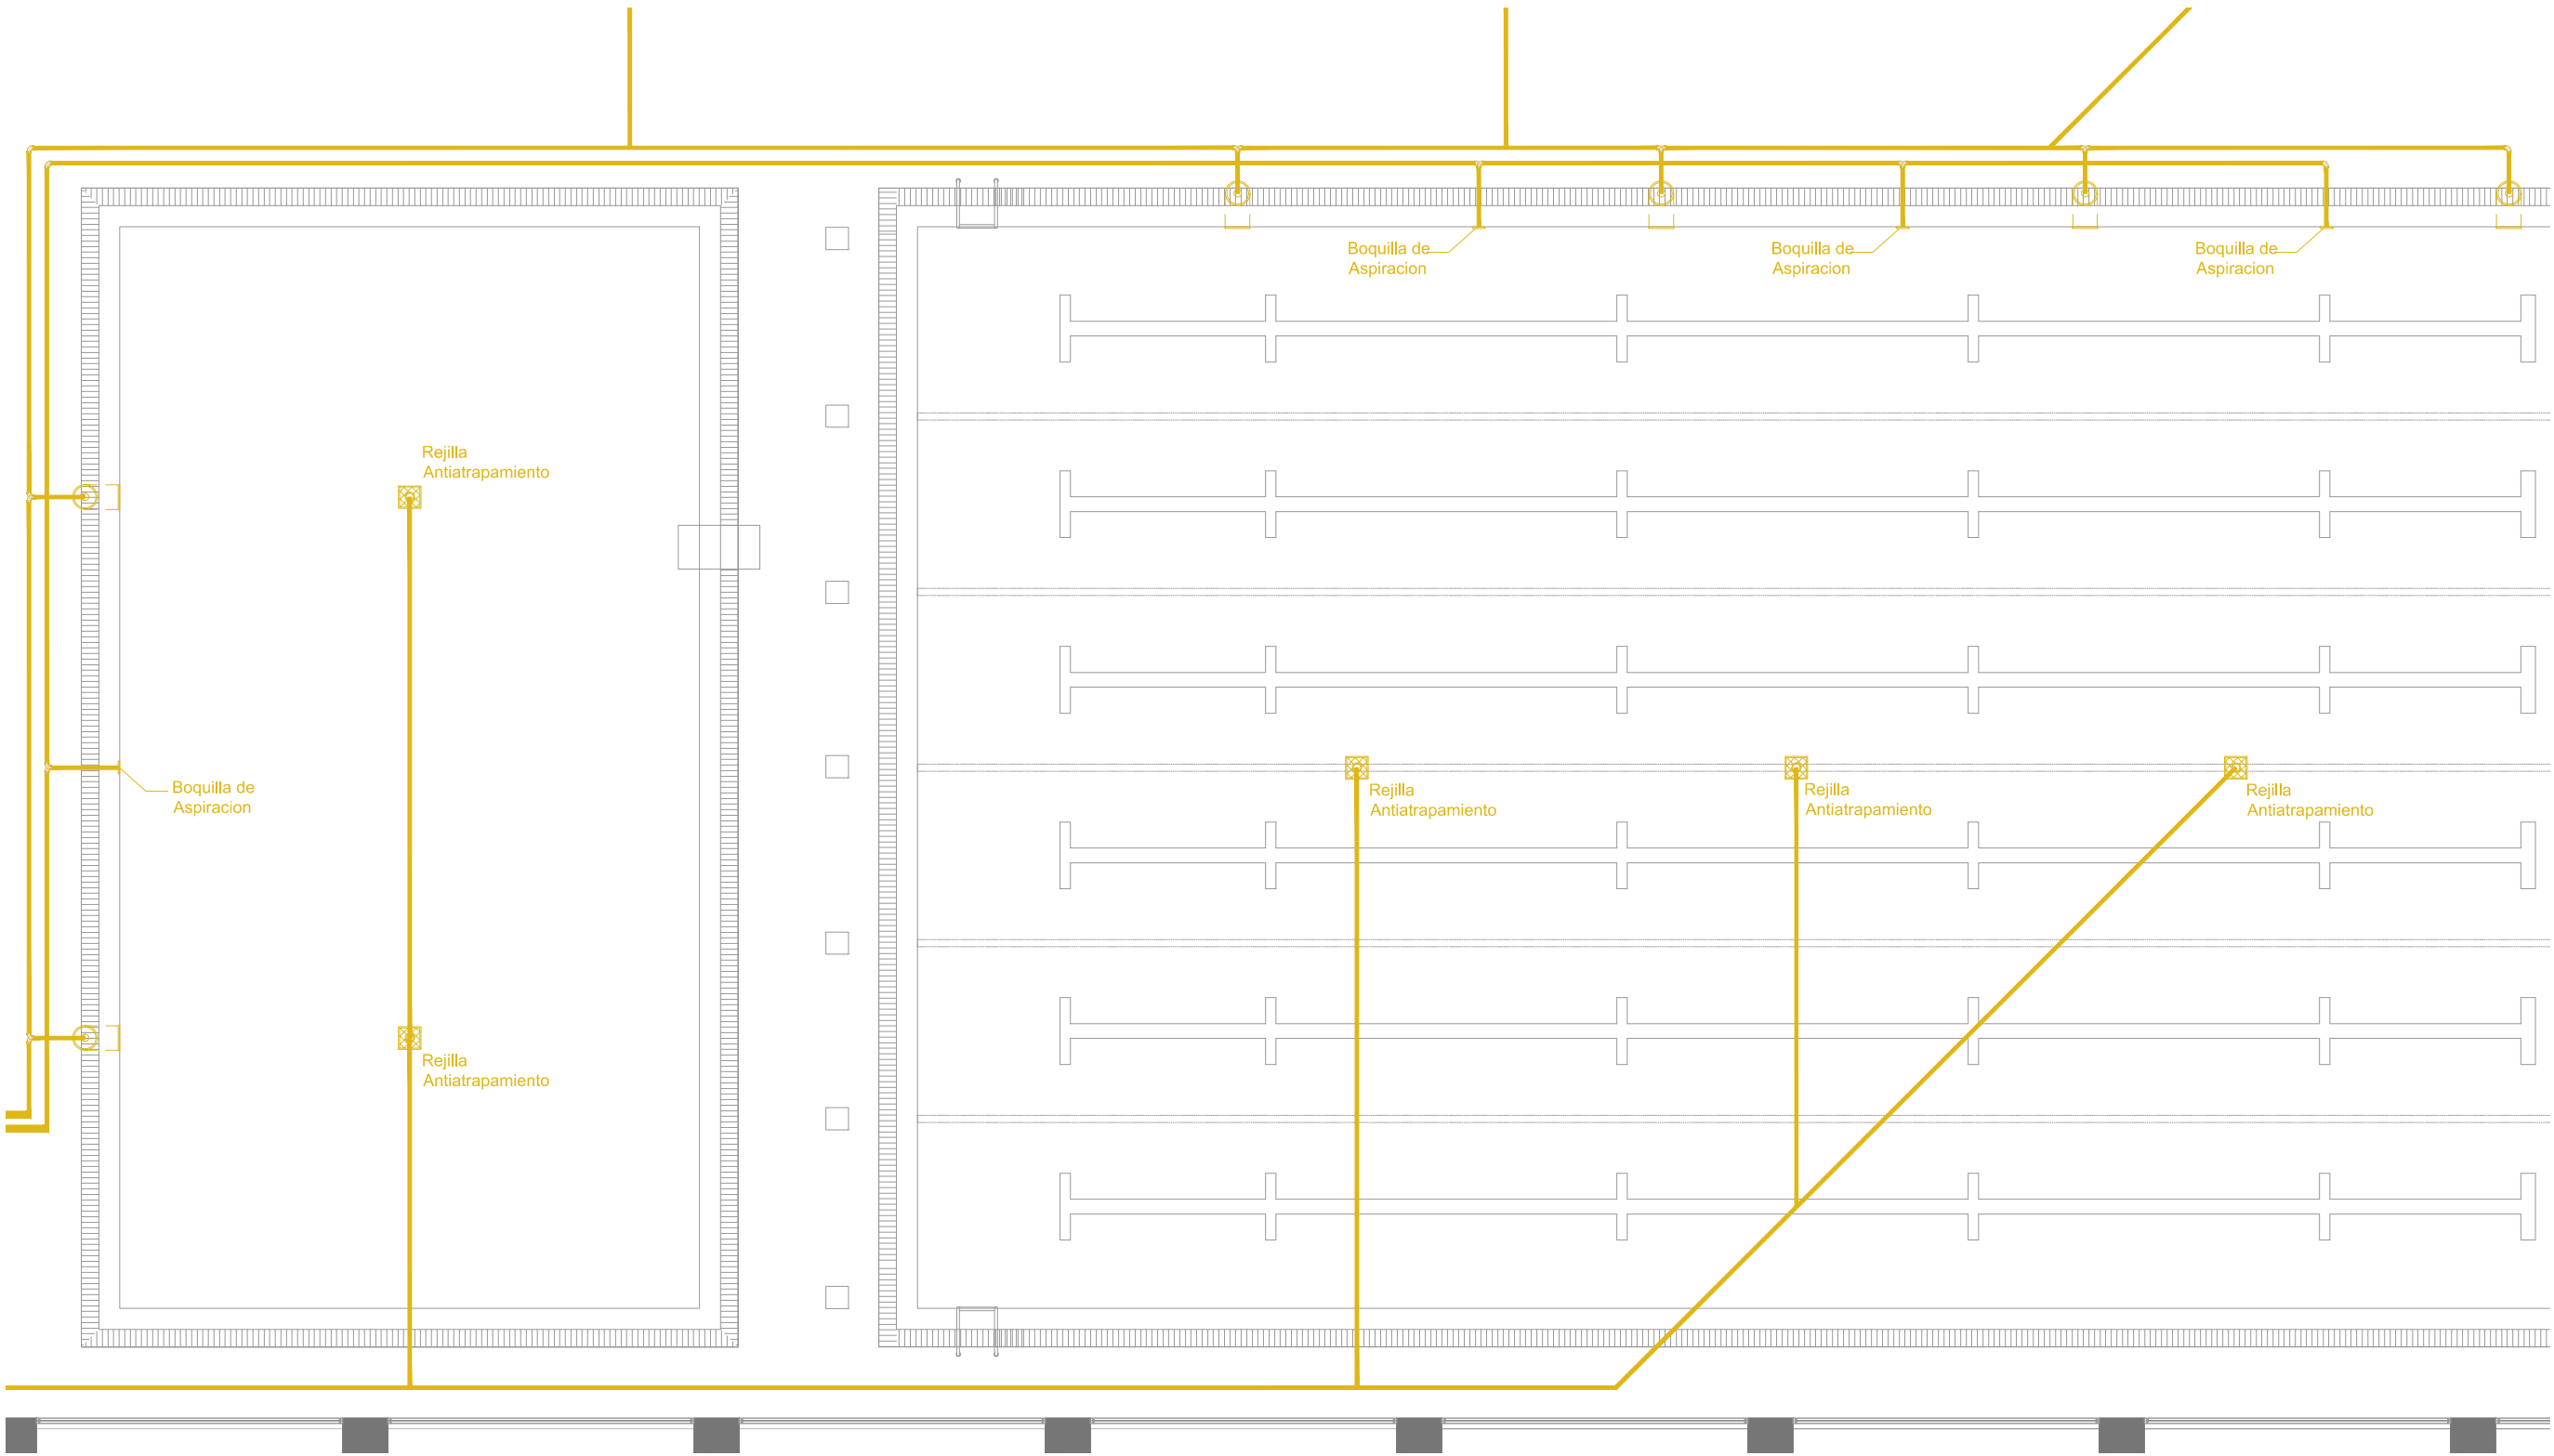 Boquilla de
Aspiracion
Boquilla de
Aspiracion
Boquilla de
Aspiracion
Rejilla
Antiatrapamiento
Boquilla de
Aspiracion
Rejilla
Antiatrapamiento
Rejilla
Antiatrapamiento
Rejilla
Antiatrapamiento
Rejilla
Antiatrapamiento